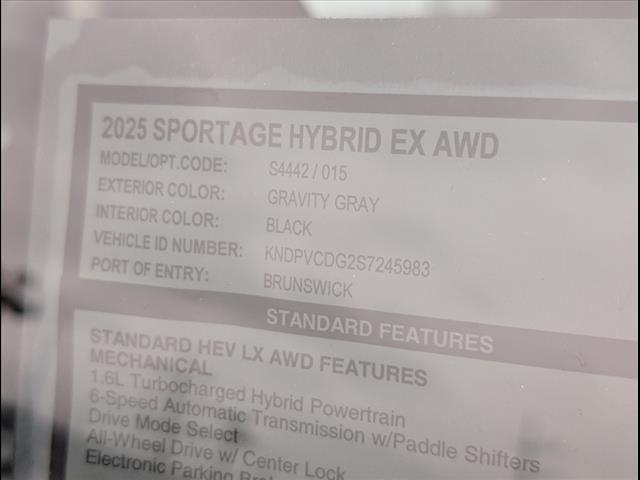 2025 SPORTAGE HYBRID EX AWD
MODEL/OPT.CODE: S4442 / 015
EXTERIOR COLOR: GRAVITY GRAY
INTERIOR COLOR: BLACK
VEHICLE ID NUMBER: KNDPVCDG2S7245983
PORT OF ENTRY: BRUNSWICK
STANDARD FEATURES
STANDARD HEV LX AWD FEATURES
MECHANICAL
1.6L Turbocharged Hybrid Powertrain
6-Speed Automatic Transmission w/Paddle Shifters
Drive Mode Select
All-Wheel Drive w/ Center Lock
Electronic Parking